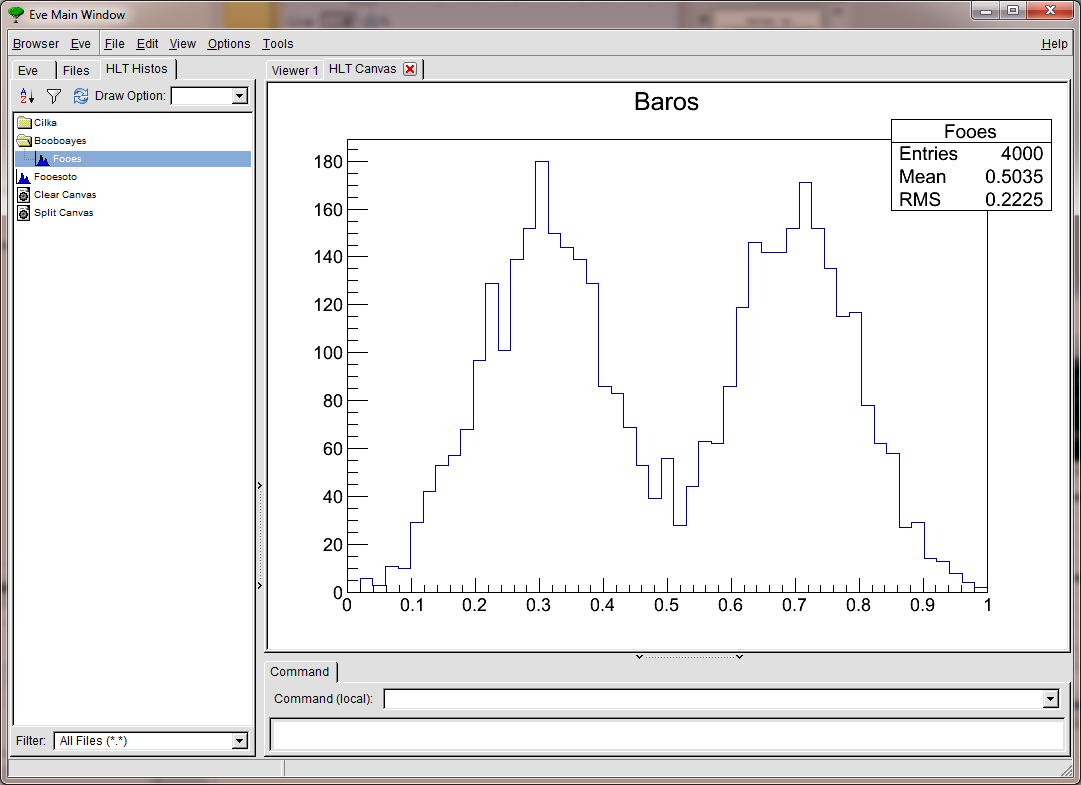 Eve Main Window
Browser Eve File Edit View Options Tools Help
Eve Files HLT Histos
Viewer 1 HLT Canvas
Draw Option:
Cilka
Booboayes
Fooes
Fooesoto
Clear Canvas
Split Canvas
Filter: All Files (*.*)
Baros
Fooes
Entries 4000
Mean 0.5035
RMS 0.2225
180
160
140
120
100
80
60
40
20
0
0 0.1 0.2 0.3 0.4 0.5 0.6 0.7 0.8 0.9 1
Command
Command (local):